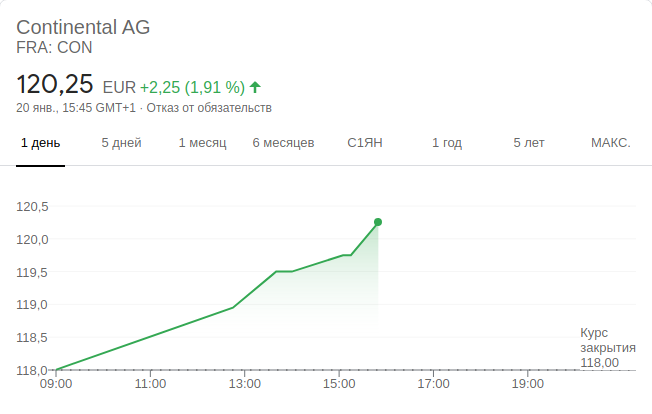 Continental AG
FRA: CON
120,25 EUR +2,25 (1,91 %)
20 янв., 15:45 GMT+1 · Отказ от обязательств
1 день 5 дней 1 месяц 6 месяцев С1ЯН 1 год 5 лет МАКС.
120,5
120,0
119,5
119,0
118,5
118,0
Курс
закрытия
118,00
09:00 11:00 13:00 15:00 17:00 19:00